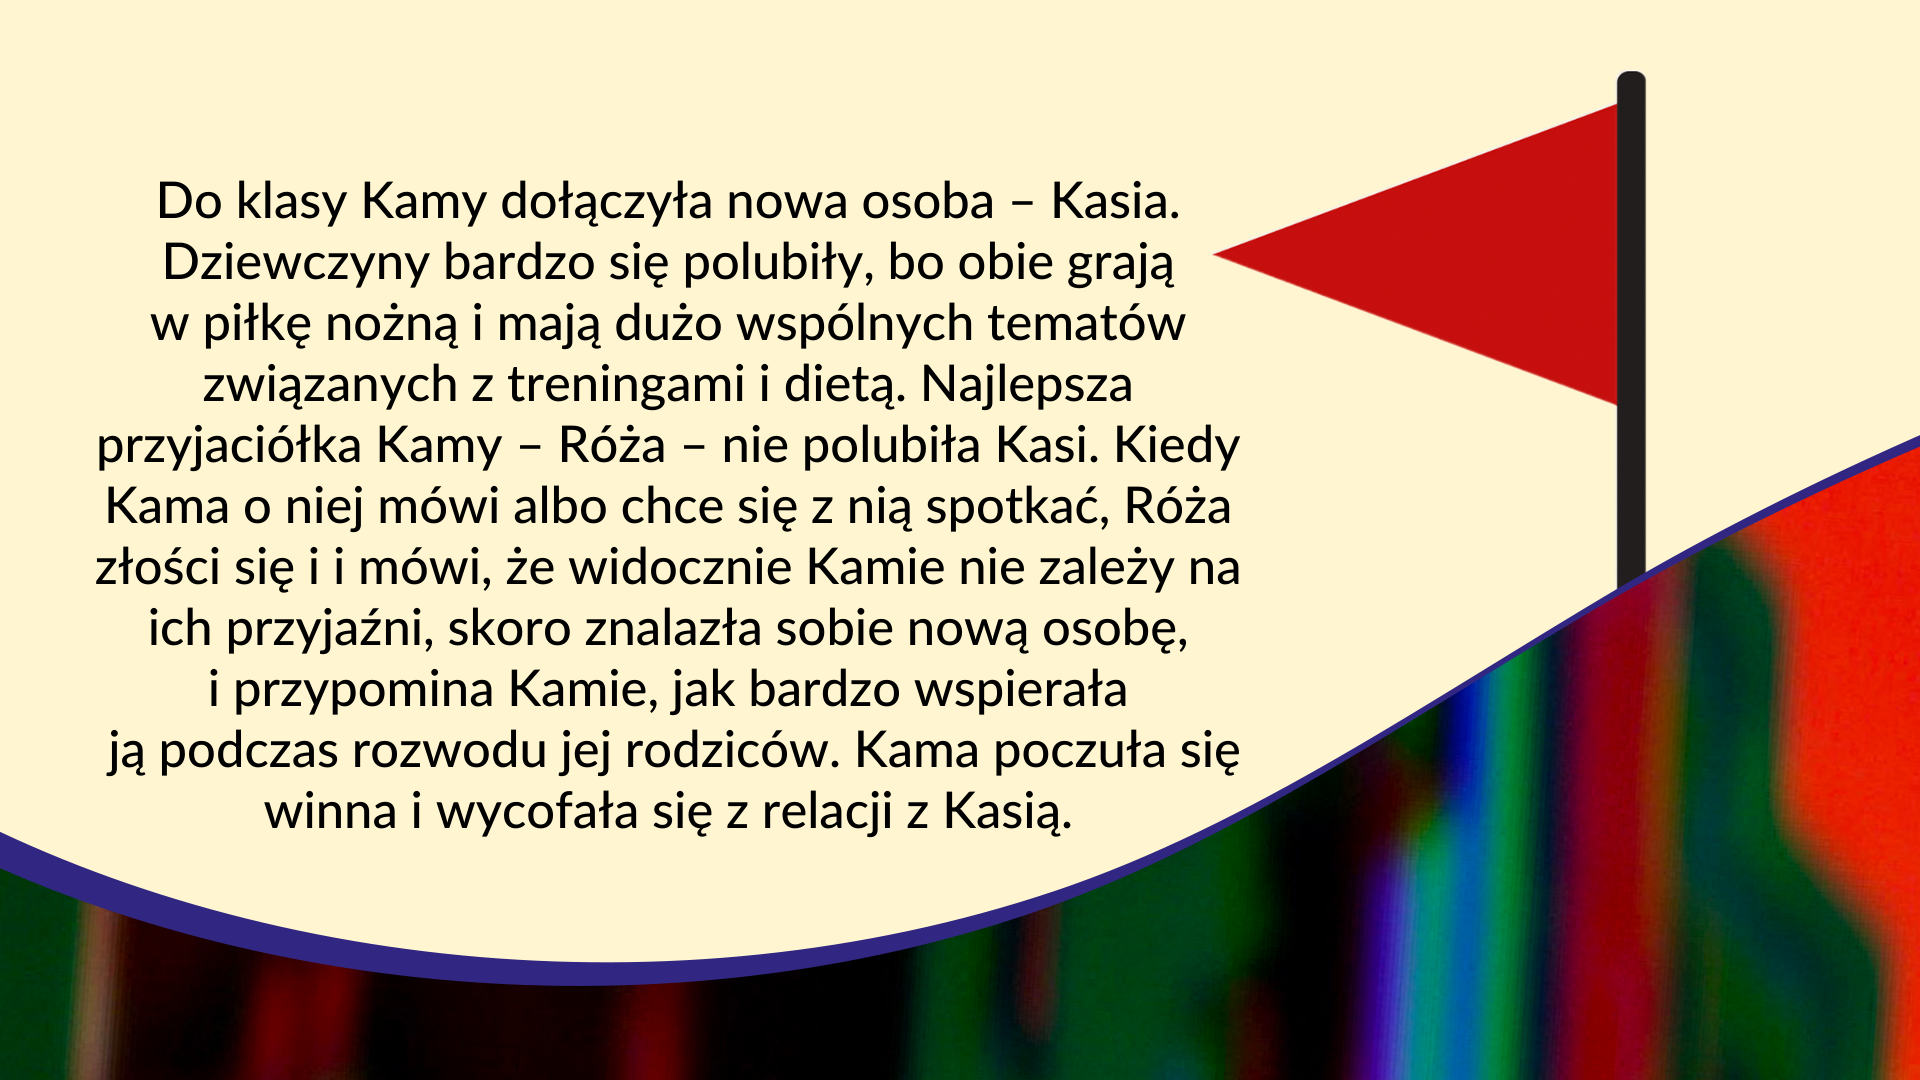 Do klasy Kamy dołączyła nowa osoba – Kasia.
Dziewczyny bardzo się polubiły, bo obie grają
w piłkę nożną i mają dużo wspólnych tematów
związanych z treningami i dietą. Najlepsza
przyjaciółka Kamy – Róża – nie polubiła Kasi. Kiedy
Kama o niej mówi albo chce się z nią spotkać, Róża
złości się i i mówi, że widocznie Kamie nie zależy na
ich przyjaźni, skoro znalazła sobie nową osobę,
i przypomina Kamie, jak bardzo wspierała
ją podczas rozwodu jej rodziców. Kama poczuła się
winna i wycofała się z relacji z Kasią.